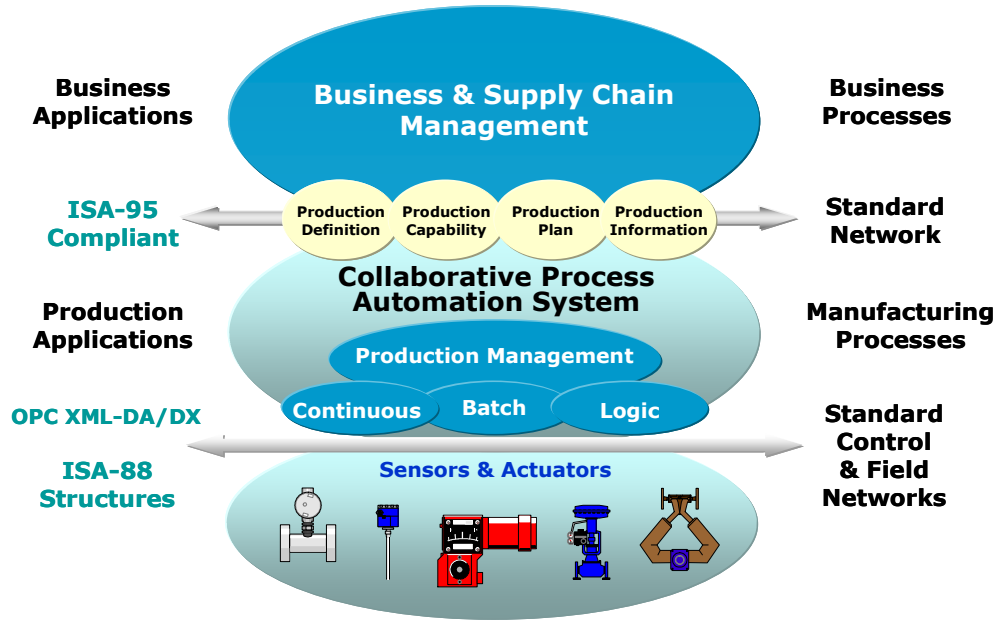 Business
Applications
Business & Supply Chain
Management
Business
Processes
ISA-95
Compliant
Production
Definition
Production
Capability
Production
Plan
Production
Information
Standard
Network
Collaborative Process
Automation System
Production
Applications
Manufacturing
Processes
Production Management
Continuous
Batch
Logic
OPC XML-DA/DX
ISA-88
Structures
Standard
Control
& Field
Networks
Sensors & Actuators